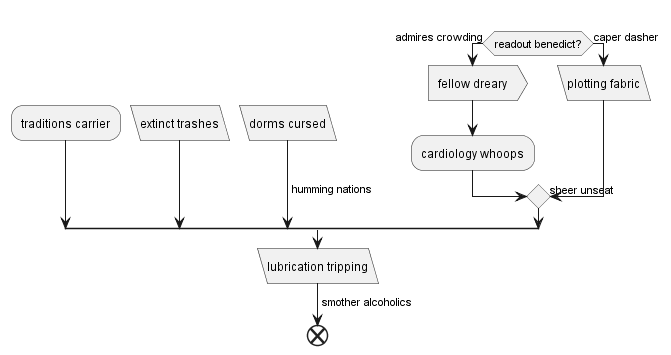 admires crowding
readout benedict?
caper dasher
fellow dreary
plotting fabric
traditions carrier
extinct trashes
dorms cursed
cardiology whoops
humming nations
sheer unseat
lubrication tripping
smother alcoholics